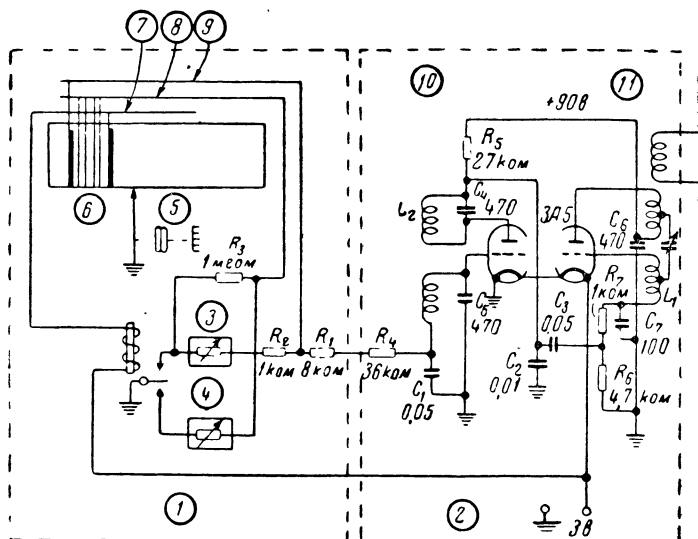 7 8 9
10 11
+90в
R5
27ком
C4
470
L2
3А5
C6
470
6 5
R3
1мгом
C5
470
R7
1ком
L1
C3
0,05
C7
100
3
R2
1ком
R1
8ком
R4
36ком
C2
0,01
R6
4,7 ком
4
C1
0,05
1 2
3в